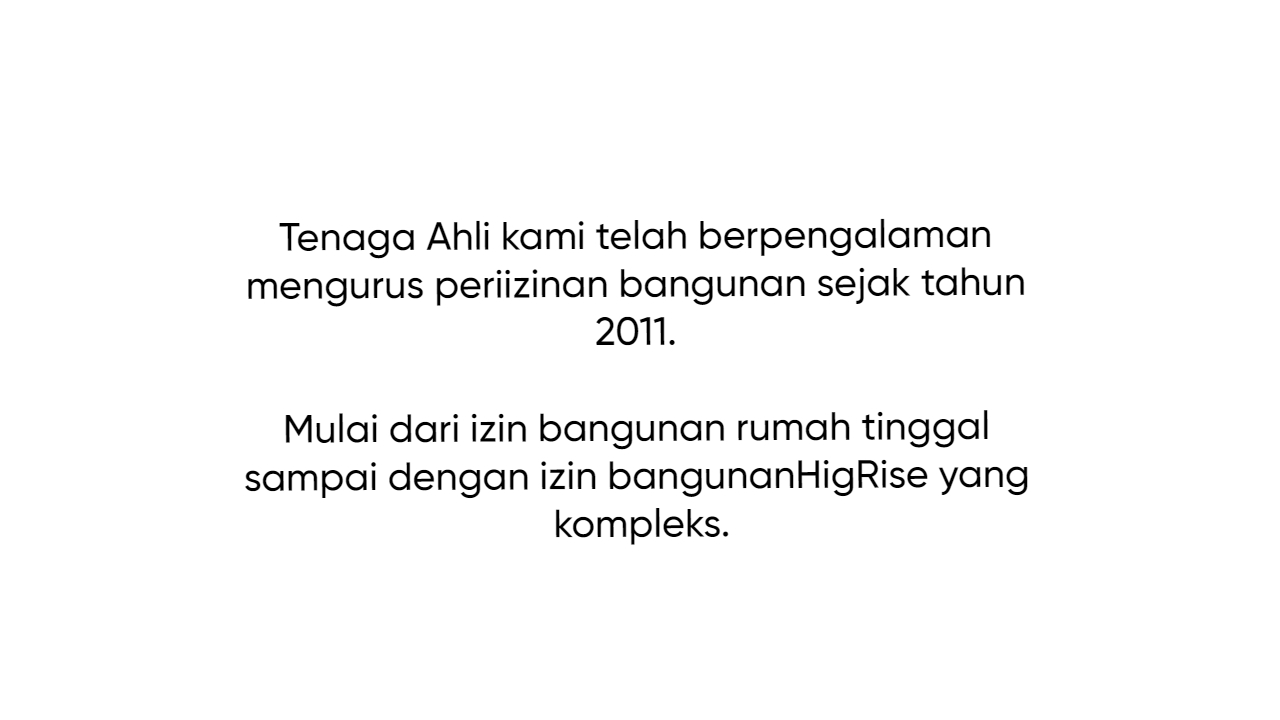 Tenaga Ahli kami telah berpengalaman
mengurus periizinan bangunan sejak tahun
2011.
Mulai dari izin bangunan rumah tinggal
sampai dengan izin bangunanHigRise yang
kompleks.